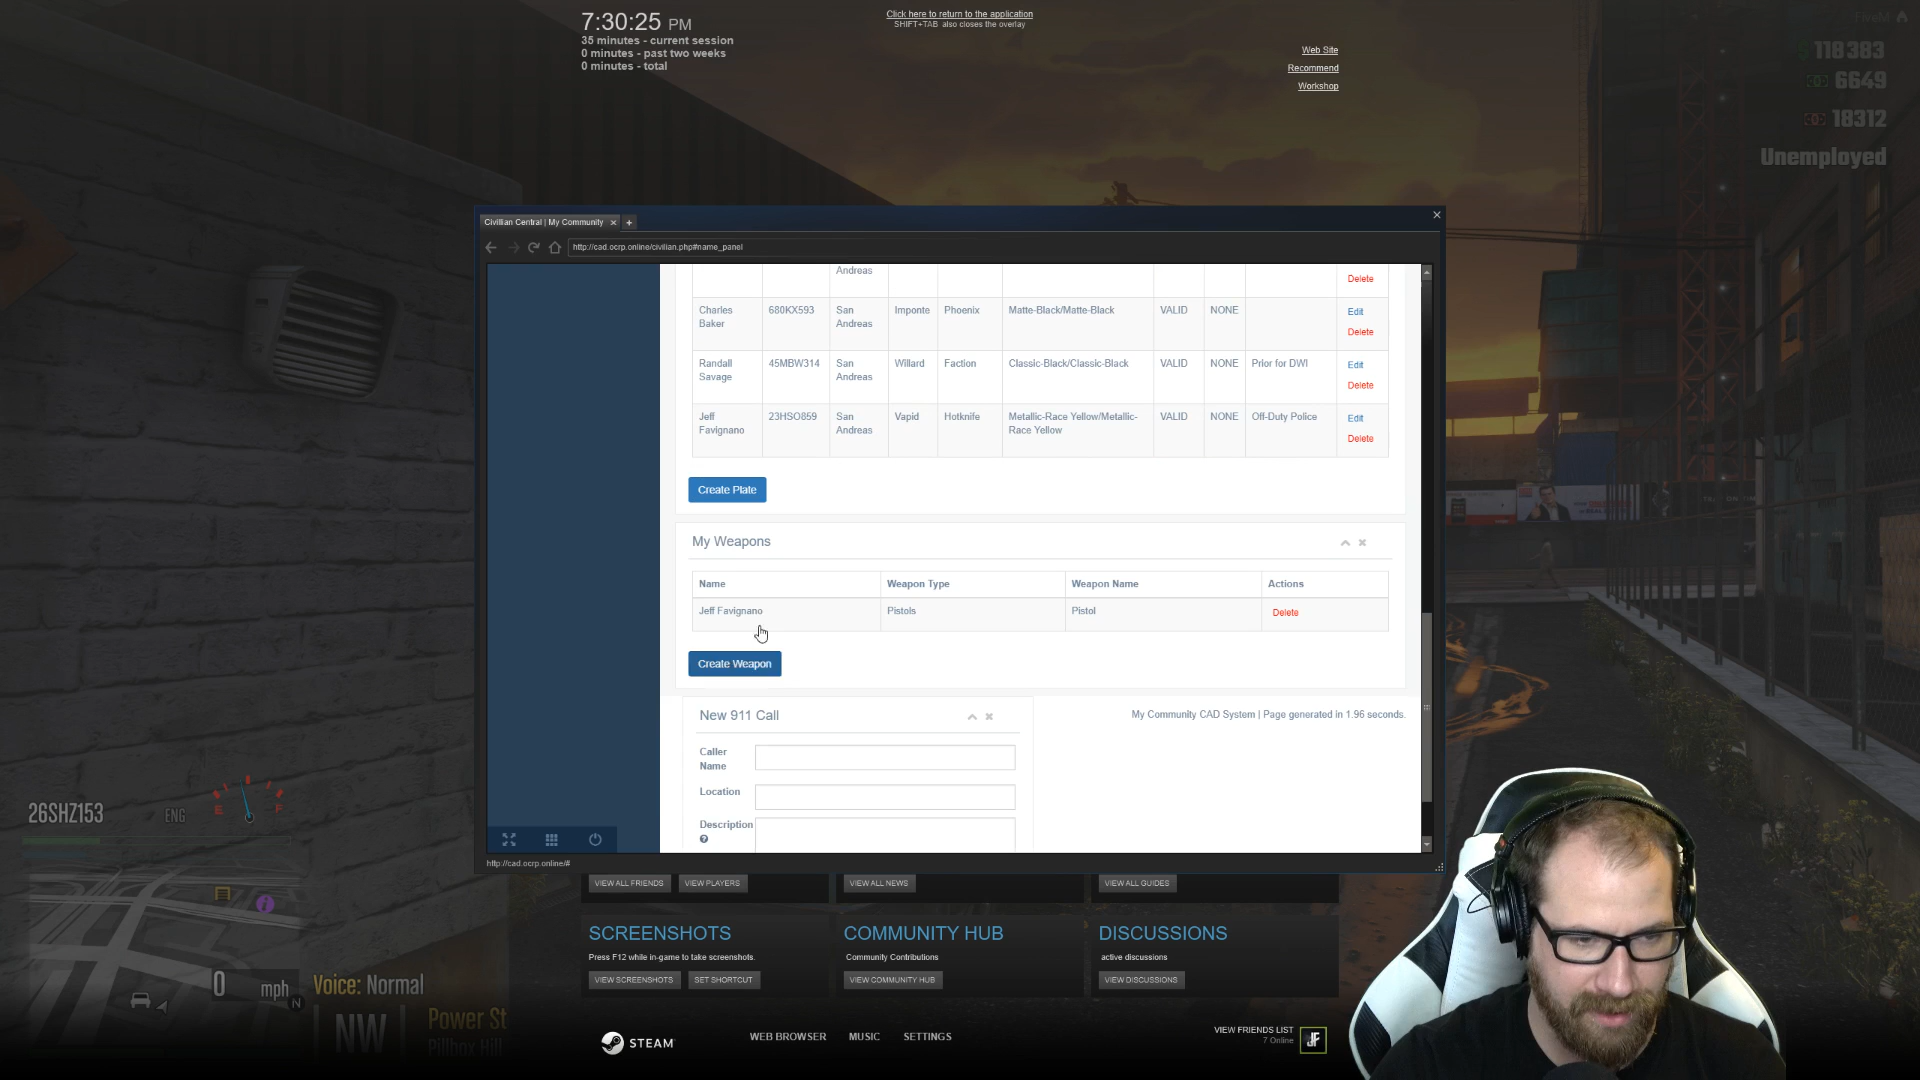 7:30:25 PM
35 minutes - current session
0 minutes - past two weeks
0 minutes - total
Click here to return to the application
SHIFT+TAB also closes the overlay
Web Site
Recommend
Workshop
FiveM
118383
6649
18312
Unemployed
Civillian Central | My Community
http://cad.ocrp.online/civilian.php#name_panel
Andreas
Delete
Charles Baker 680KX593 San Andreas Imponte Phoenix Matte-Black/Matte-Black VALID NONE Edit Delete
Randall Savage 45MBW314 San Andreas Willard Faction Classic-Black/Classic-Black VALID NONE Prior for DWI Edit Delete
Jeff Favignano 23HSO859 San Andreas Vapid Hotknife Metallic-Race Yellow/Metallic-Race Yellow VALID NONE Off-Duty Police Edit Delete
Create Plate
My Weapons
Name Weapon Type Weapon Name Actions
Jeff Favignano Pistols Pistol Delete
Create Weapon
New 911 Call
My Community CAD System | Page generated in 1.96 seconds.
Caller Name
Location
Description
http://cad.ocrp.online/#
26SHZ153 ENG E F
VIEW ALL FRIENDS VIEW PLAYERS VIEW ALL NEWS VIEW ALL GUIDES
SCREENSHOTS
Press F12 while in-game to take screenshots.
VIEW SCREENSHOTS SET SHORTCUT
COMMUNITY HUB
Community Contributions
VIEW COMMUNITY HUB
DISCUSSIONS
active discussions
VIEW DISCUSSIONS
0 mph N
Voice: Normal
NW
Power St
Pillbox Hill
STEAM
WEB BROWSER MUSIC SETTINGS
VIEW FRIENDS LIST
7 Online
JF